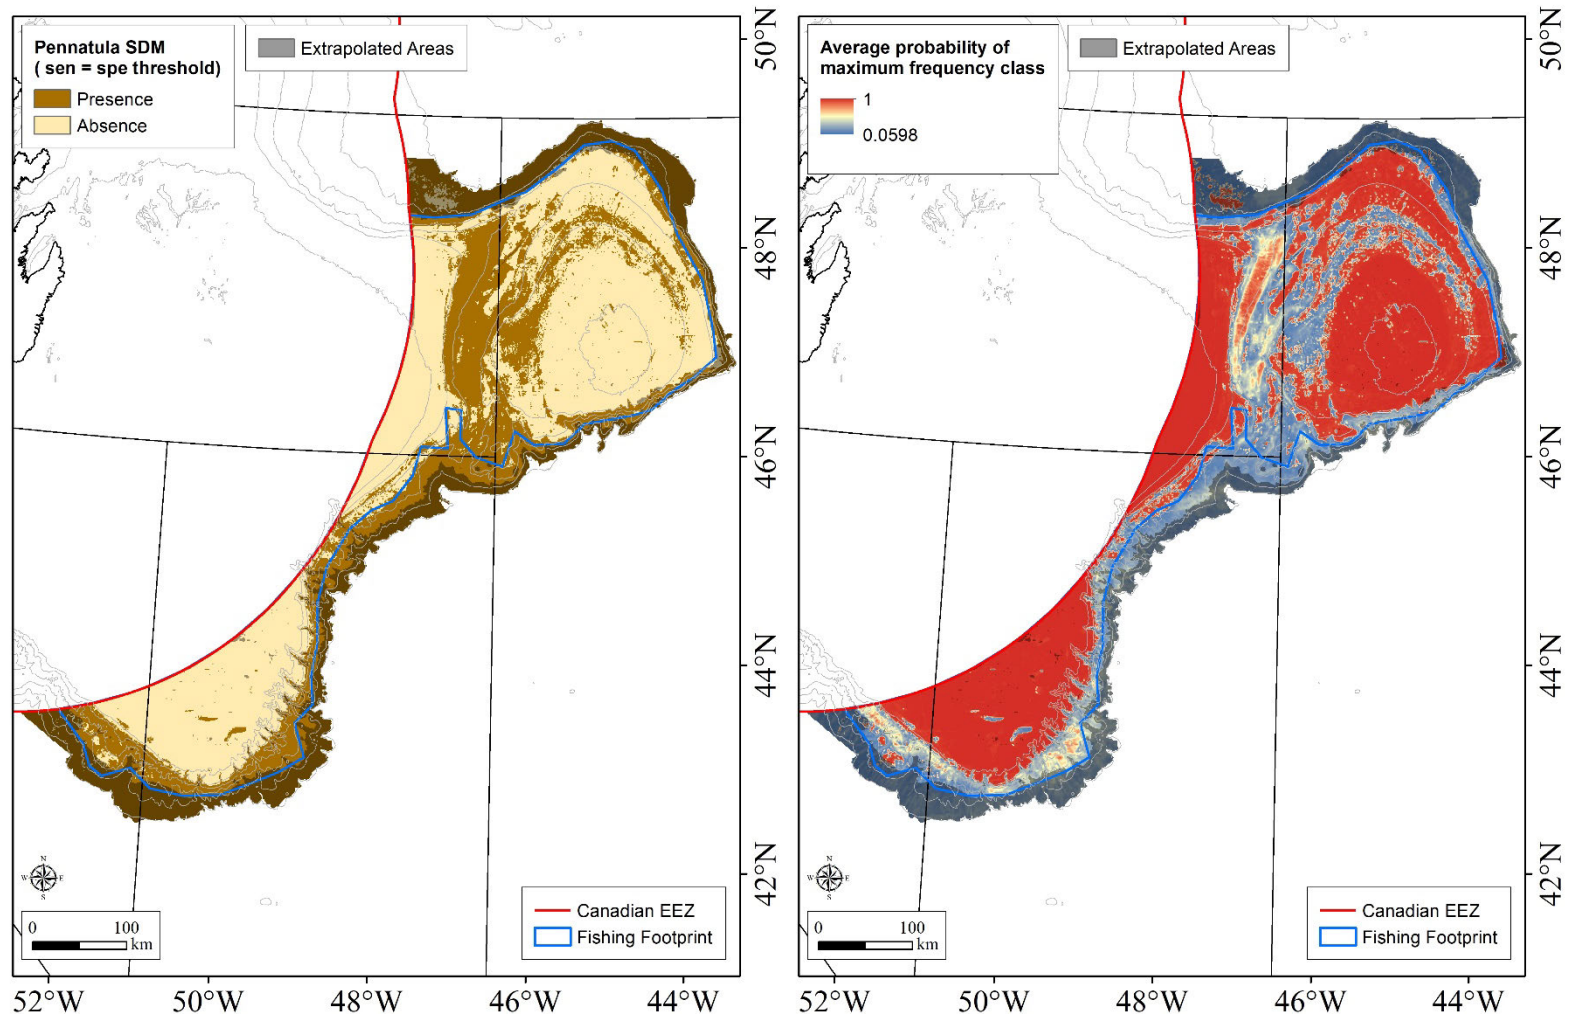 Pennatula SDM
( sen = spe threshold)
Presence
Absence
Extrapolated Areas
N
W
E
S
0
100
km
Canadian EEZ
Fishing Footprint
50°N
48°N
46°N
44°N
42°N
52°W
50°W
48°W
46°W
44°W
Average probability of
maximum frequency class
1
0.0598
Extrapolated Areas
N
W
E
S
0
100
km
Canadian EEZ
Fishing Footprint
50°N
48°N
46°N
44°N
42°N
52°W
50°W
48°W
46°W
44°W